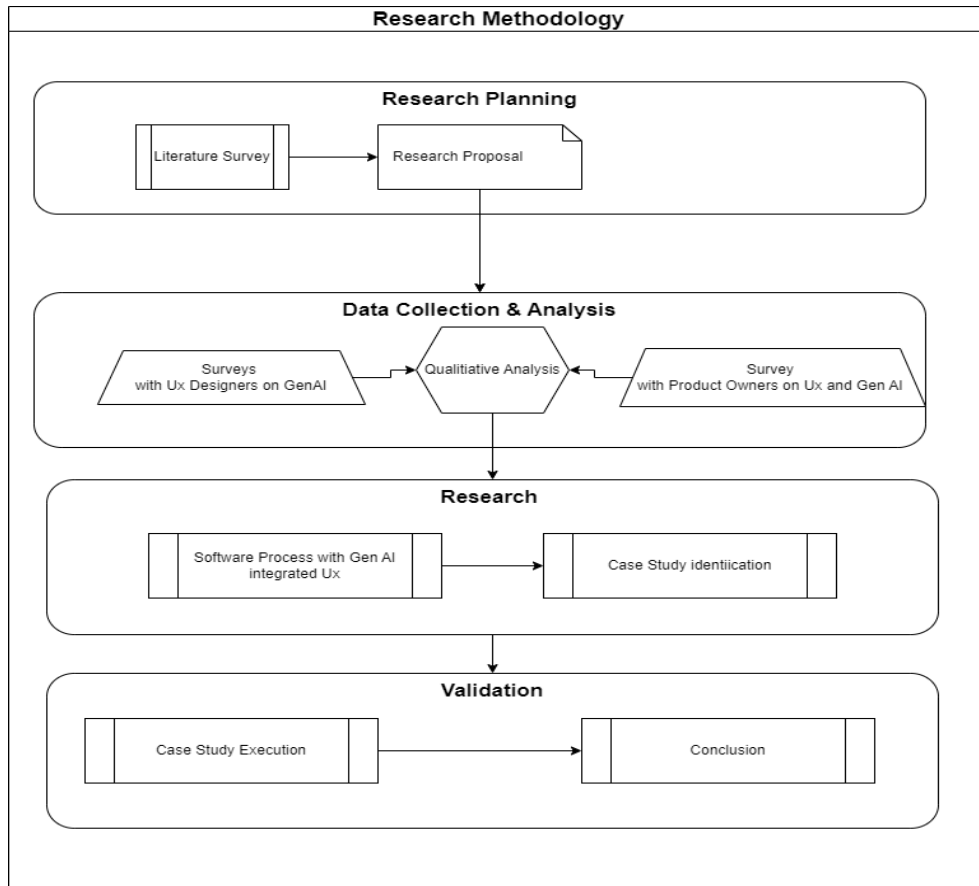 Research Methodology
Research Planning
Literature Survey
Research Proposal
Data Collection & Analysis
Surveys
with Ux Designers on GenAI
Qualitiative Analysis
Survey
with Product Owners on Ux and Gen AI
Research
Software Process with Gen AI
integrated Ux
Case Study identiication
Validation
Case Study Execution
Conclusion